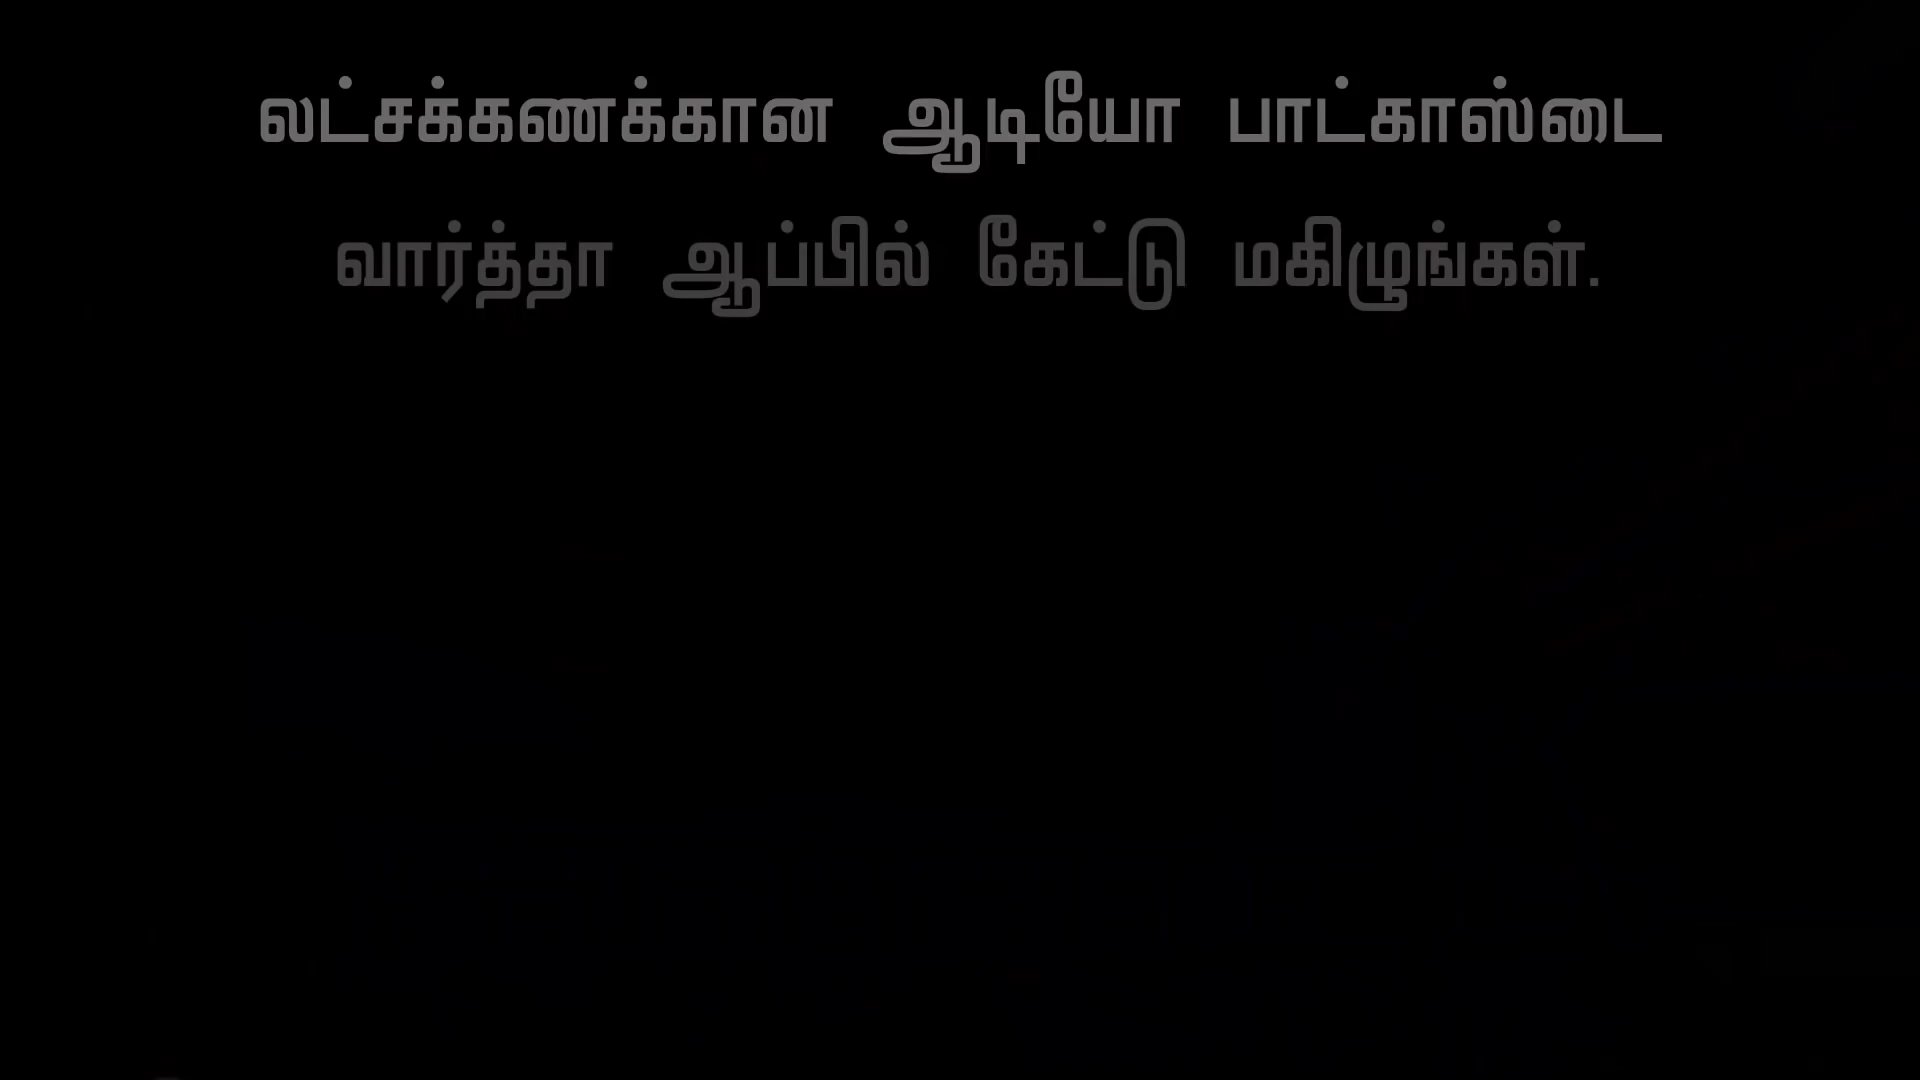 லட்சக்கணக்கான ஆடியோ பாட்காஸ்டை
வார்த்தா ஆப்பில் கேட்டு மகிழுங்கள்.